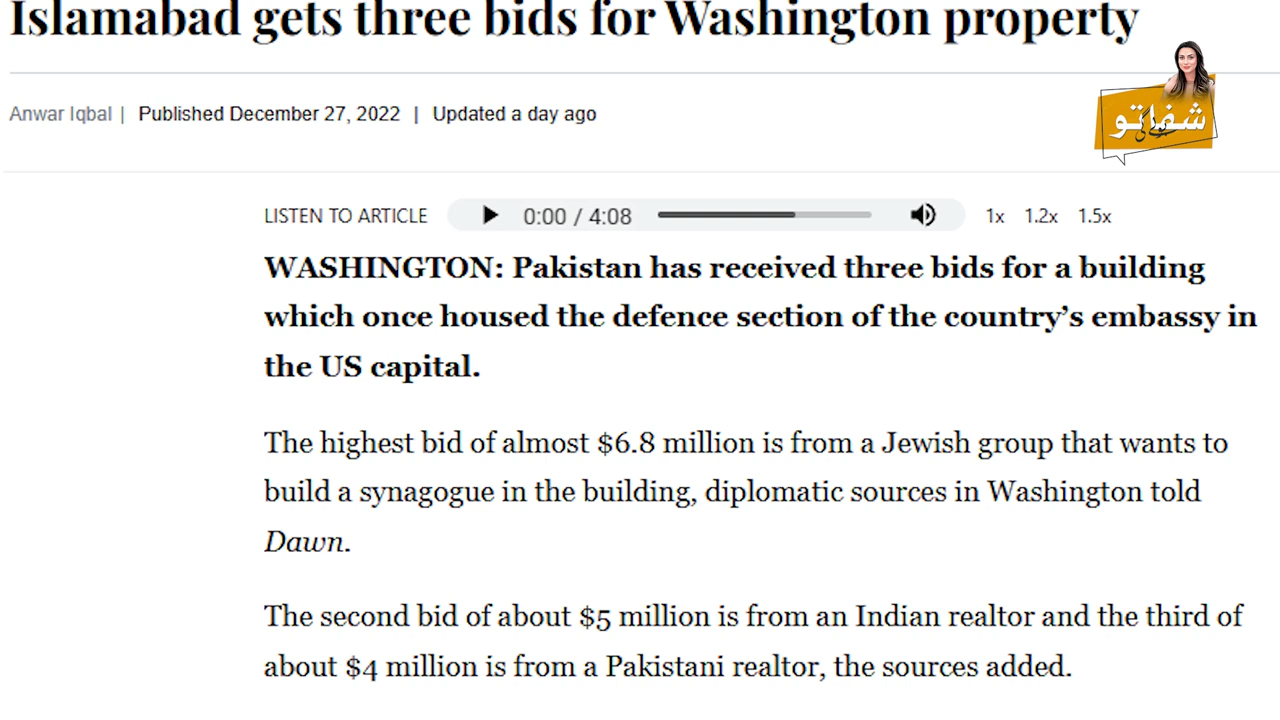 Islamabad gets three bids for Washington property
Anwar Iqbal | Published December 27, 2022 | Updated a day ago
شفا تو بولے گی
LISTEN TO ARTICLE 0:00 / 4:08 1x 1.2x 1.5x
WASHINGTON: Pakistan has received three bids for a building
which once housed the defence section of the country’s embassy in
the US capital.
The highest bid of almost $6.8 million is from a Jewish group that wants to
build a synagogue in the building, diplomatic sources in Washington told
Dawn.
The second bid of about $5 million is from an Indian realtor and the third of
about $4 million is from a Pakistani realtor, the sources added.